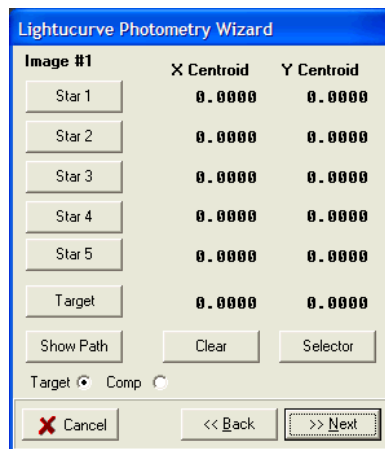 Lightucurve Photometry Wizard
Image #1 X Centroid Y Centroid
Star 1 0.0000 0.0000
Star 2 0.0000 0.0000
Star 3 0.0000 0.0000
Star 4 0.0000 0.0000
Star 5 0.0000 0.0000
Target 0.0000 0.0000
Show Path Clear Selector
Target Comp
Cancel << Back >> Next